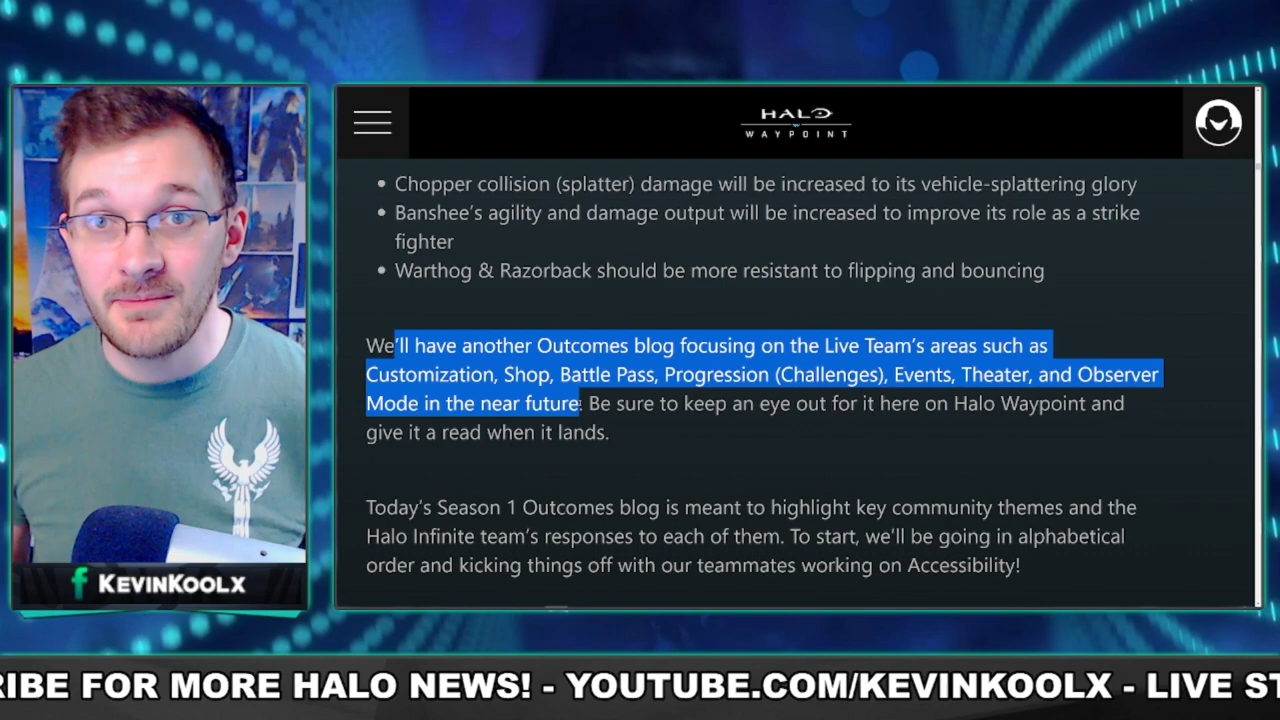 HALO
WAYPOINT
• Chopper collision (splatter) damage will be increased to its vehicle-splattering glory
• Banshee's agility and damage output will be increased to improve its role as a strike
fighter
• Warthog & Razorback should be more resistant to flipping and bouncing
We'll have another Outcomes blog focusing on the Live Team's areas such as
Customization, Shop, Battle Pass, Progression (Challenges), Events, Theater, and Observer
Mode in the near future. Be sure to keep an eye out for it here on Halo Waypoint and
give it a read when it lands.
Today's Season 1 Outcomes blog is meant to highlight key community themes and the
Halo Infinite team's responses to each of them. To start, we'll be going in alphabetical
order and kicking things off with our teammates working on Accessibility!
f KEVINKOOLX
RIBE FOR MORE HALO NEWS! - YOUTUBE.COM/KEVINKOOLX - LIVE ST